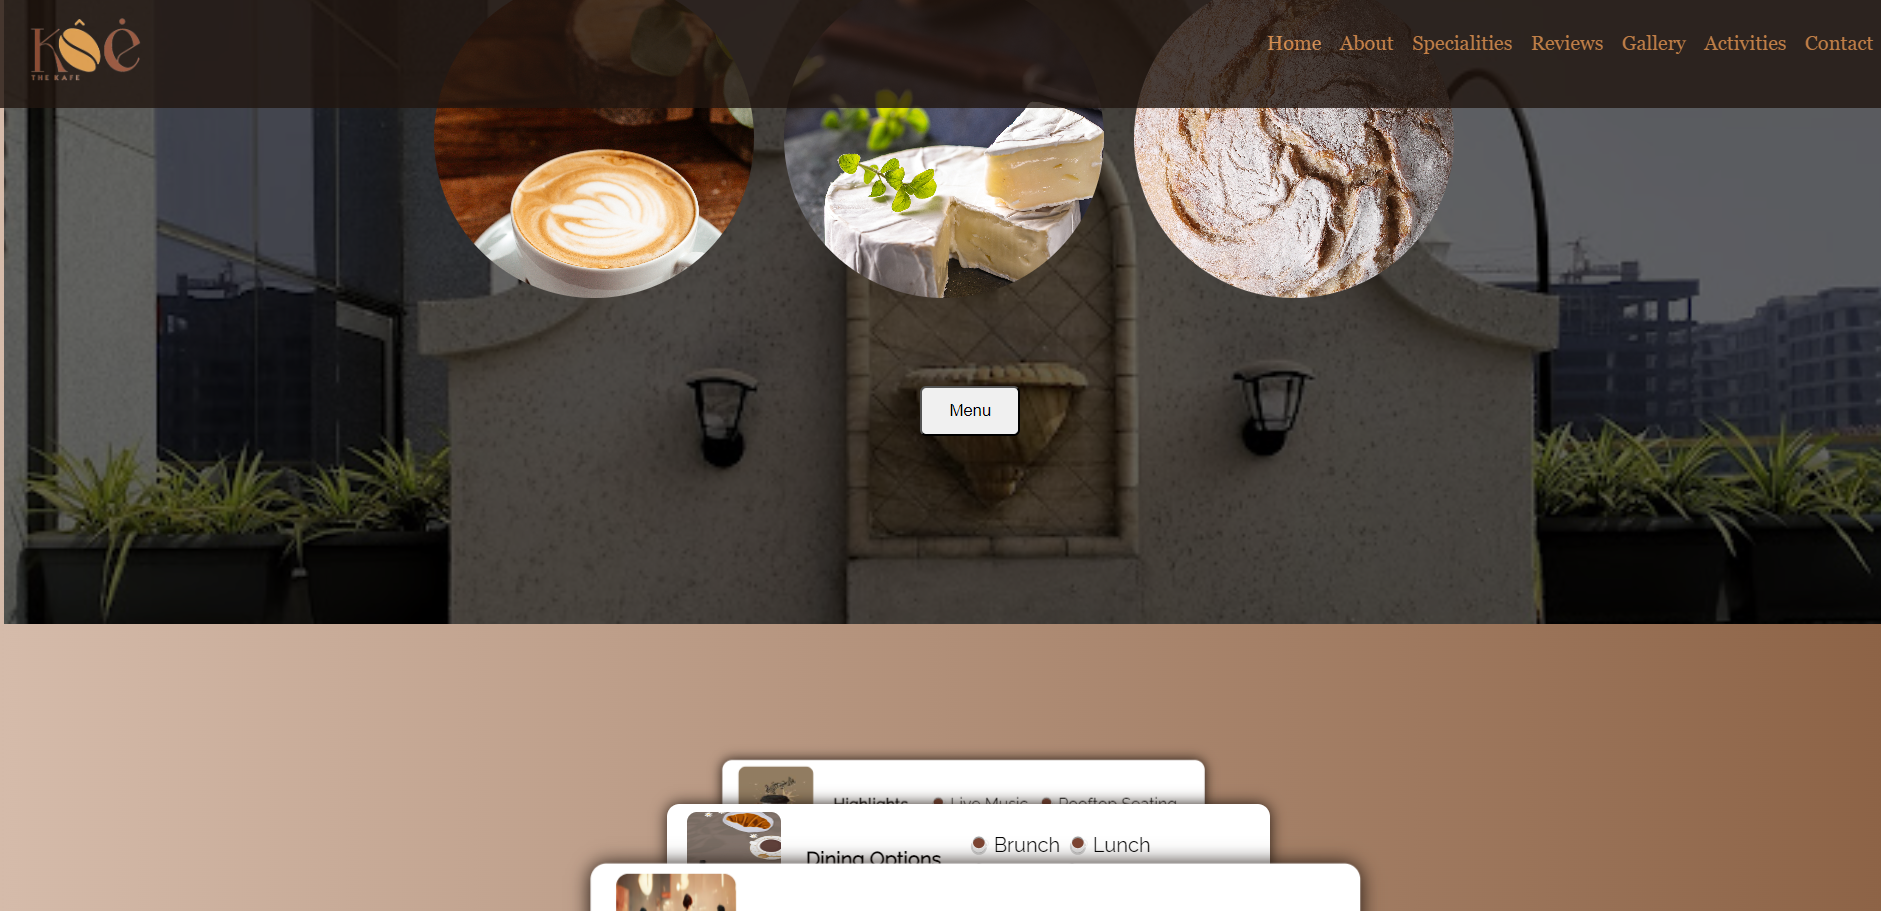 Kôė
THE KAFE
Home About Specialities Reviews Gallery Activities Contact
Menu
Highlights Live Music Rooftop Seating
Dining Options Brunch Lunch